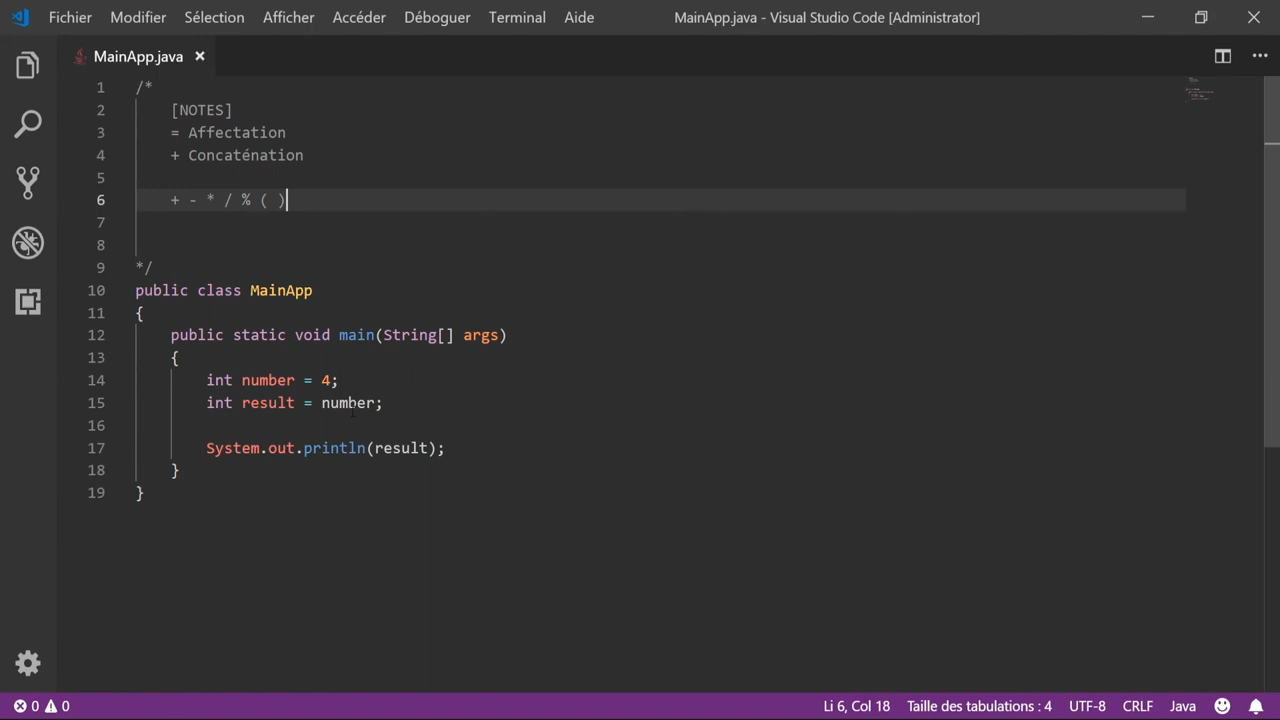 Fichier Modifier Sélection Afficher Accéder Déboguer Terminal Aide MainApp.java - Visual Studio Code [Administrator]
MainApp.java
1 /*
2 [NOTES]
3 = Affectation
4 + Concaténation
5
6 + - * / % ( )
7
8
9 */
10 public class MainApp
11 {
12 public static void main(String[] args)
13 {
14 int number = 4;
15 int result = number;
16
17 System.out.println(result);
18 }
19 }
0 0 Li 6, Col 18 Taille des tabulations : 4 UTF-8 CRLF Java